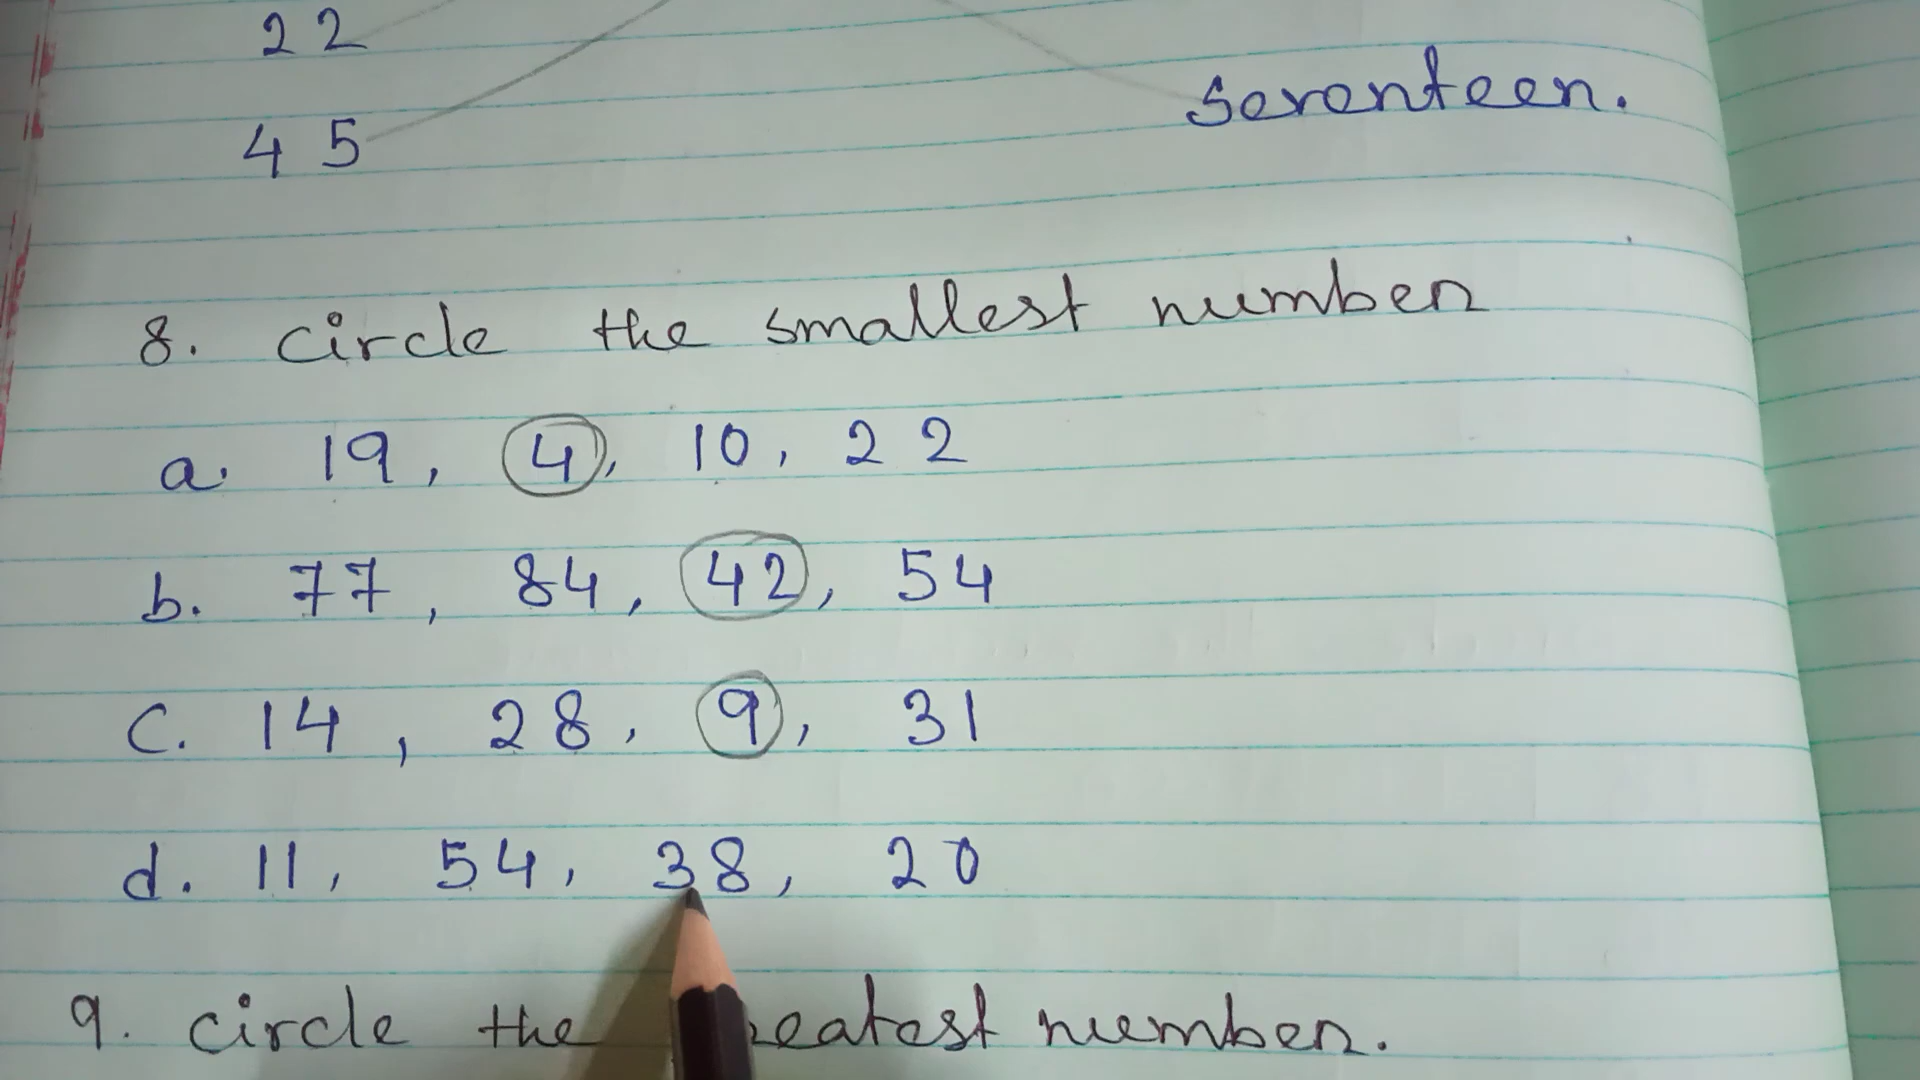 22
seventeen.
45
8. circle the smallest number
a. 19, 4, 10, 22
b. 77, 84, 42, 54
c. 14, 28, 9, 31
d. 11, 54, 38, 20
9. circle the reatest number.